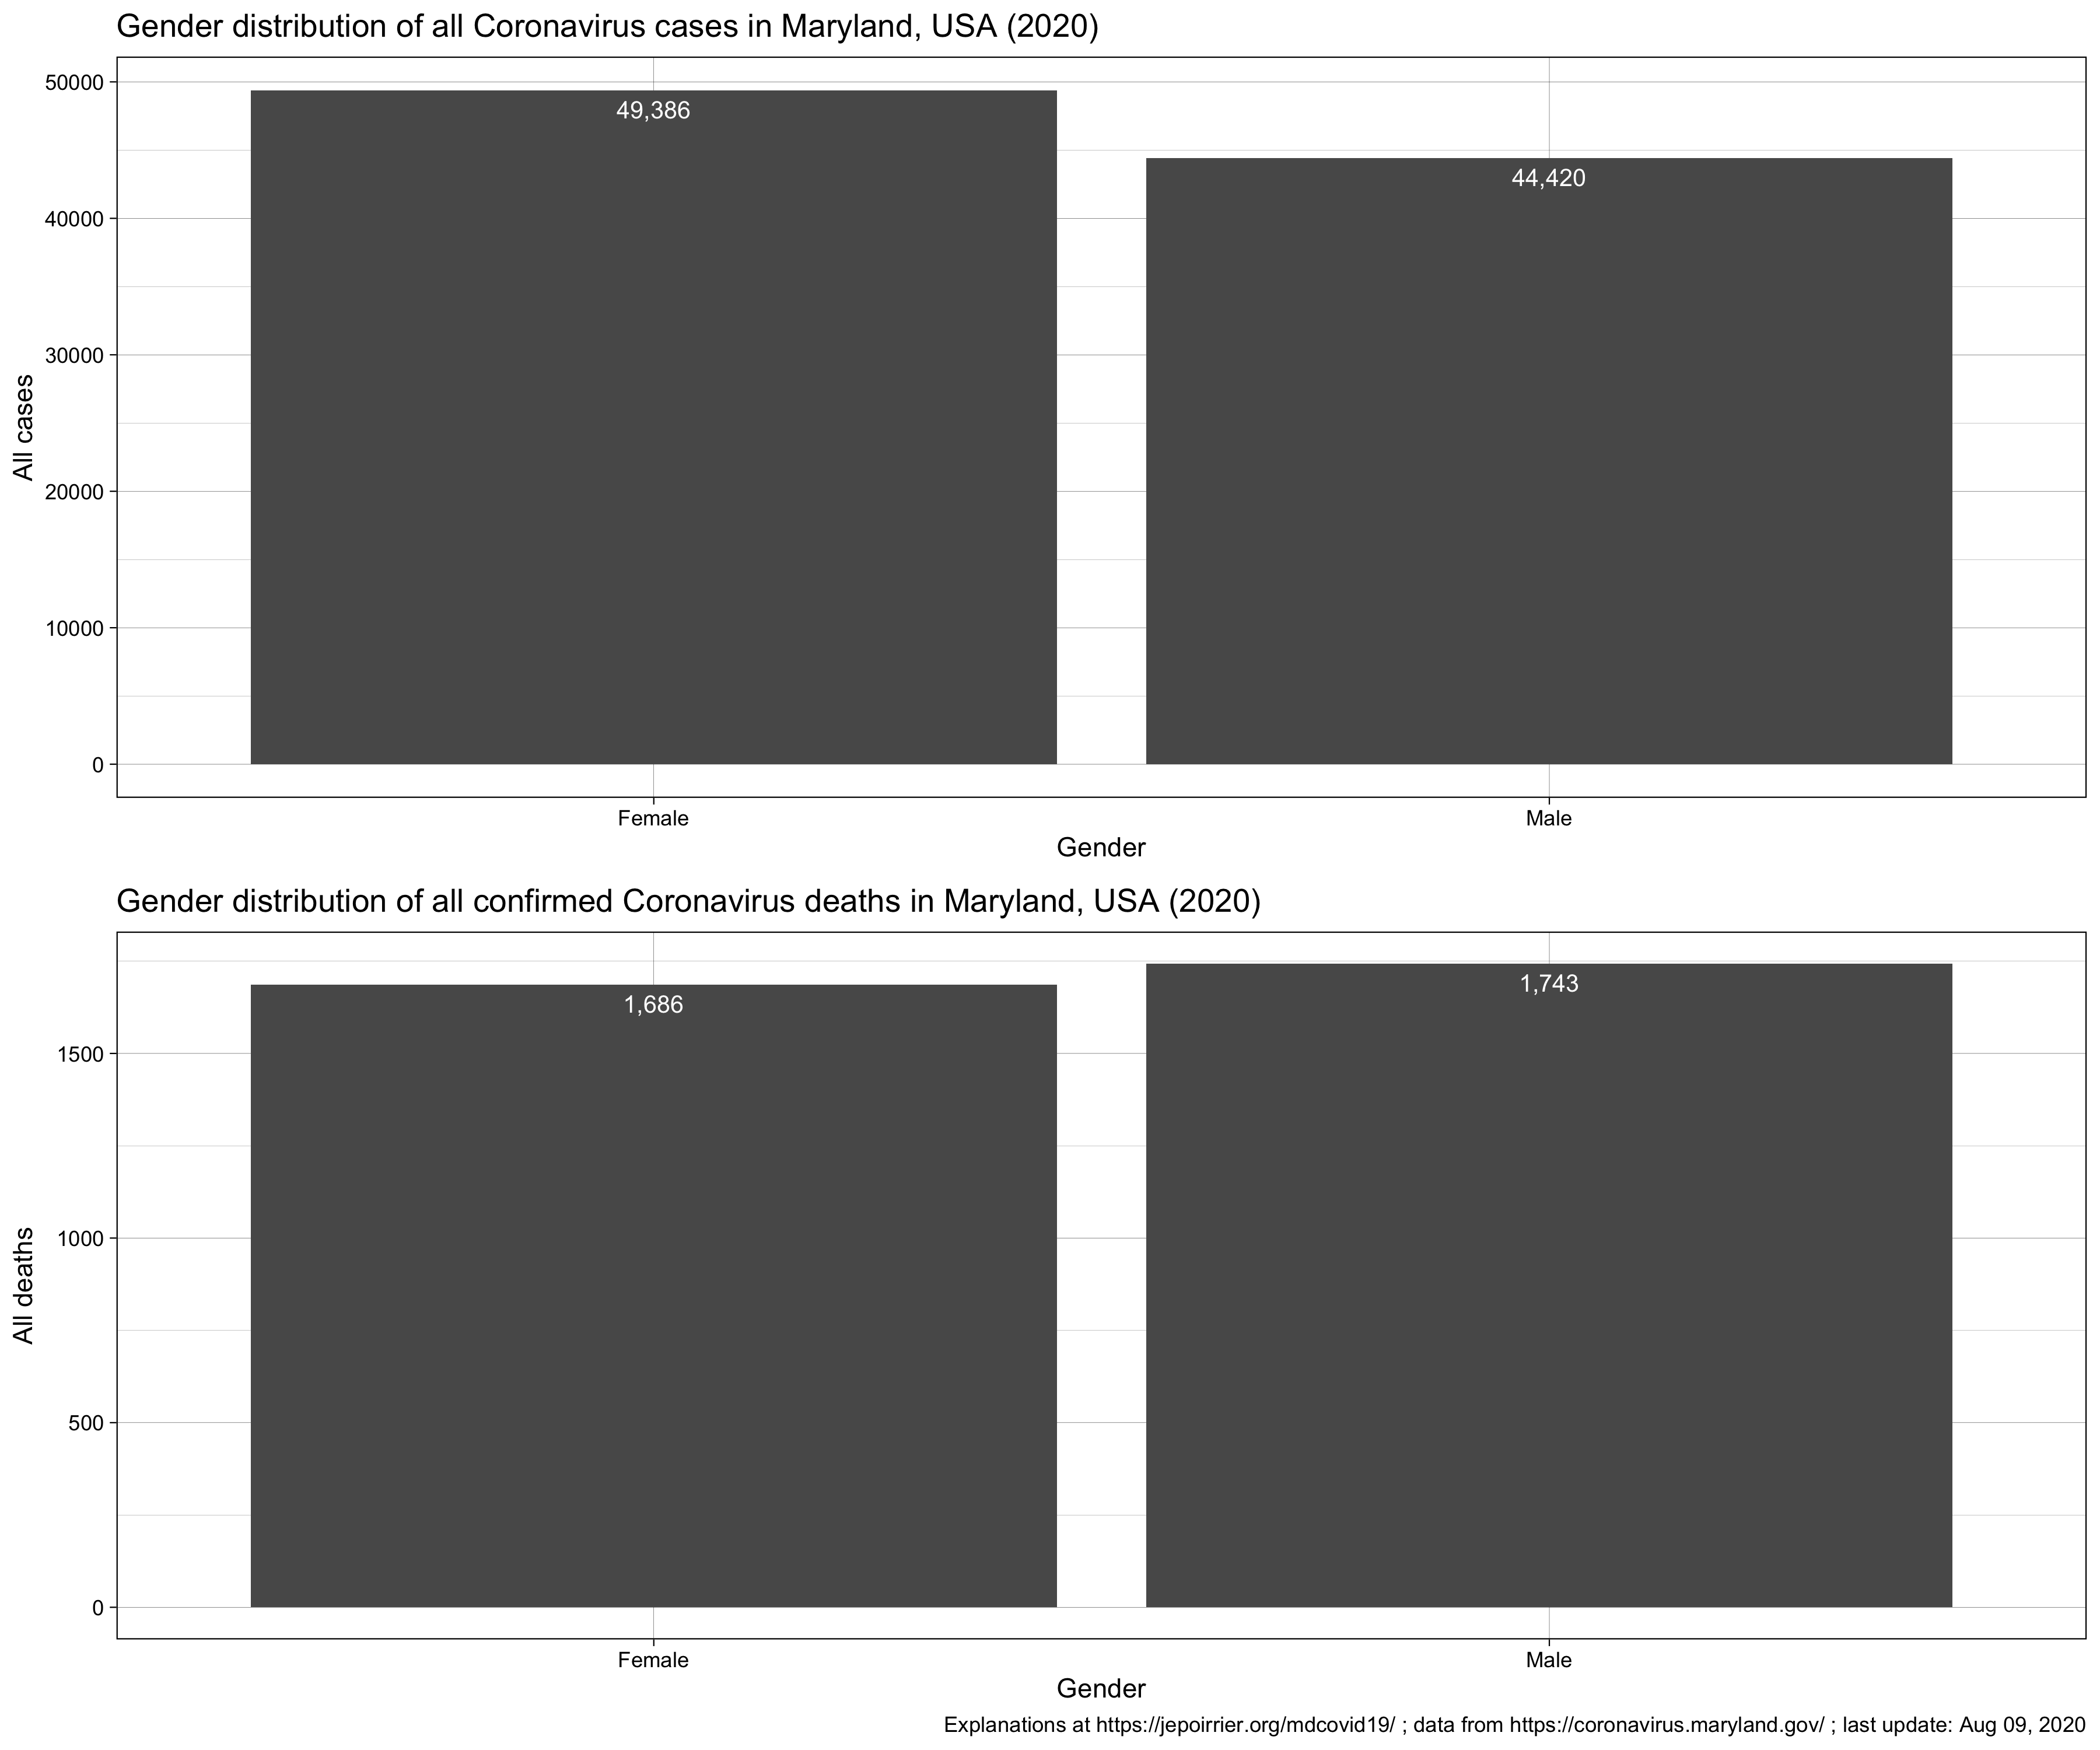 Gender distribution of all Coronavirus cases in Maryland, USA (2020)
50000
40000
30000
20000
10000
0
All cases
49,386
44,420
Female
Male
Gender
Gender distribution of all confirmed Coronavirus deaths in Maryland, USA (2020)
1500
1000
500
0
All deaths
1,686
1,743
Female
Male
Gender
Explanations at https://jepoirrier.org/mdcovid19/ ; data from https://coronavirus.maryland.gov/ ; last update: Aug 09, 2020